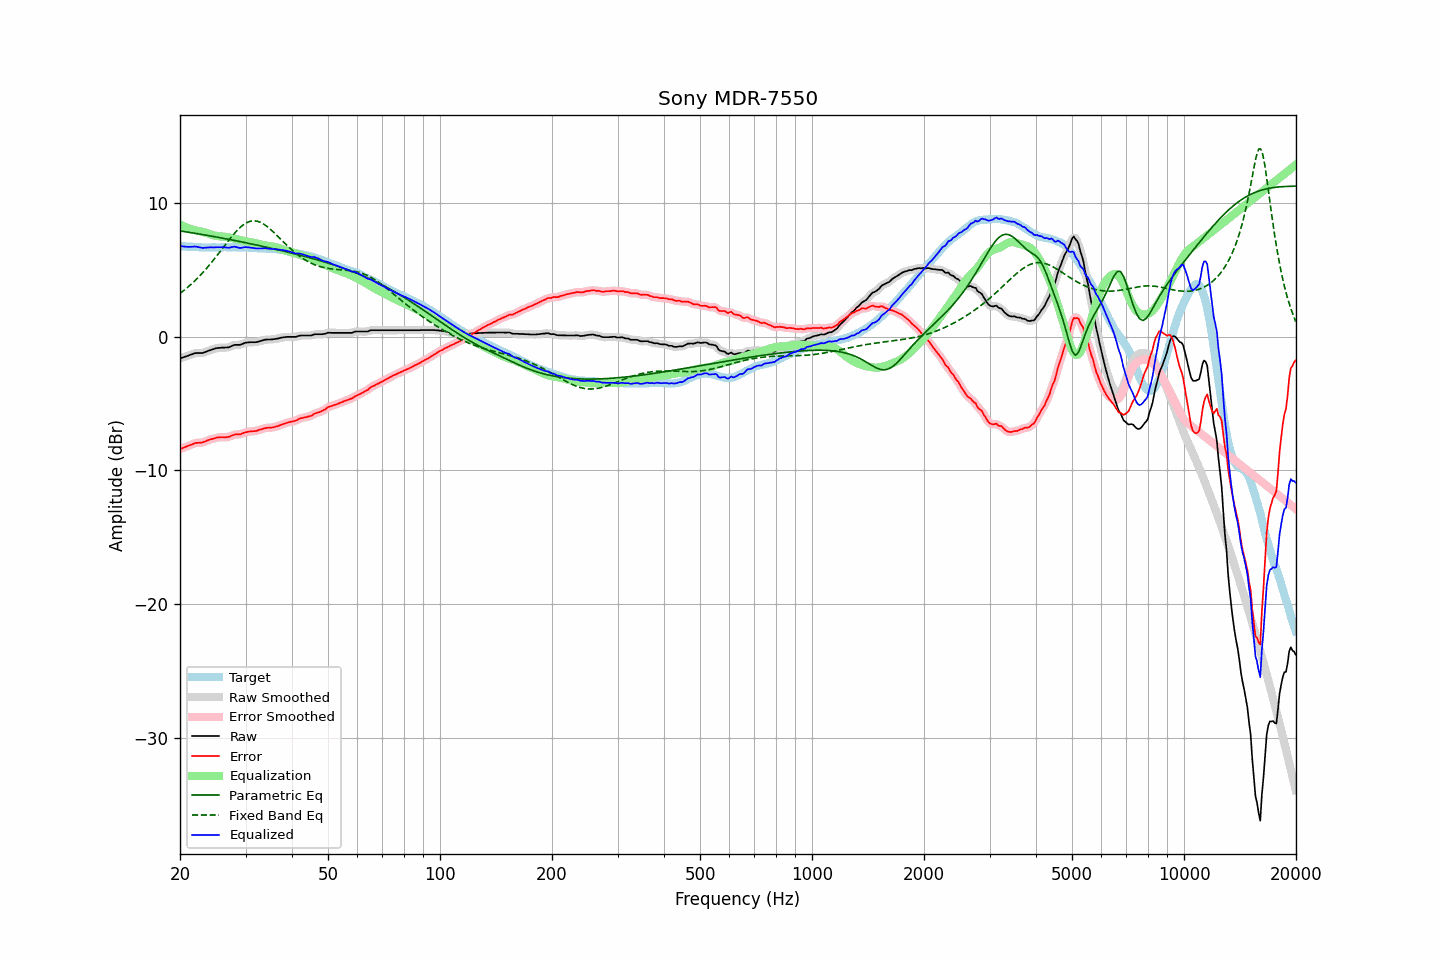 Sony MDR-7550
Amplitude (dBr)
10
0
−10
−20
−30
Target
Raw Smoothed
Error Smoothed
Raw
Error
Equalization
Parametric Eq
Fixed Band Eq
Equalized
20 50 100 200 500 1000 2000 5000 10000 20000
Frequency (Hz)